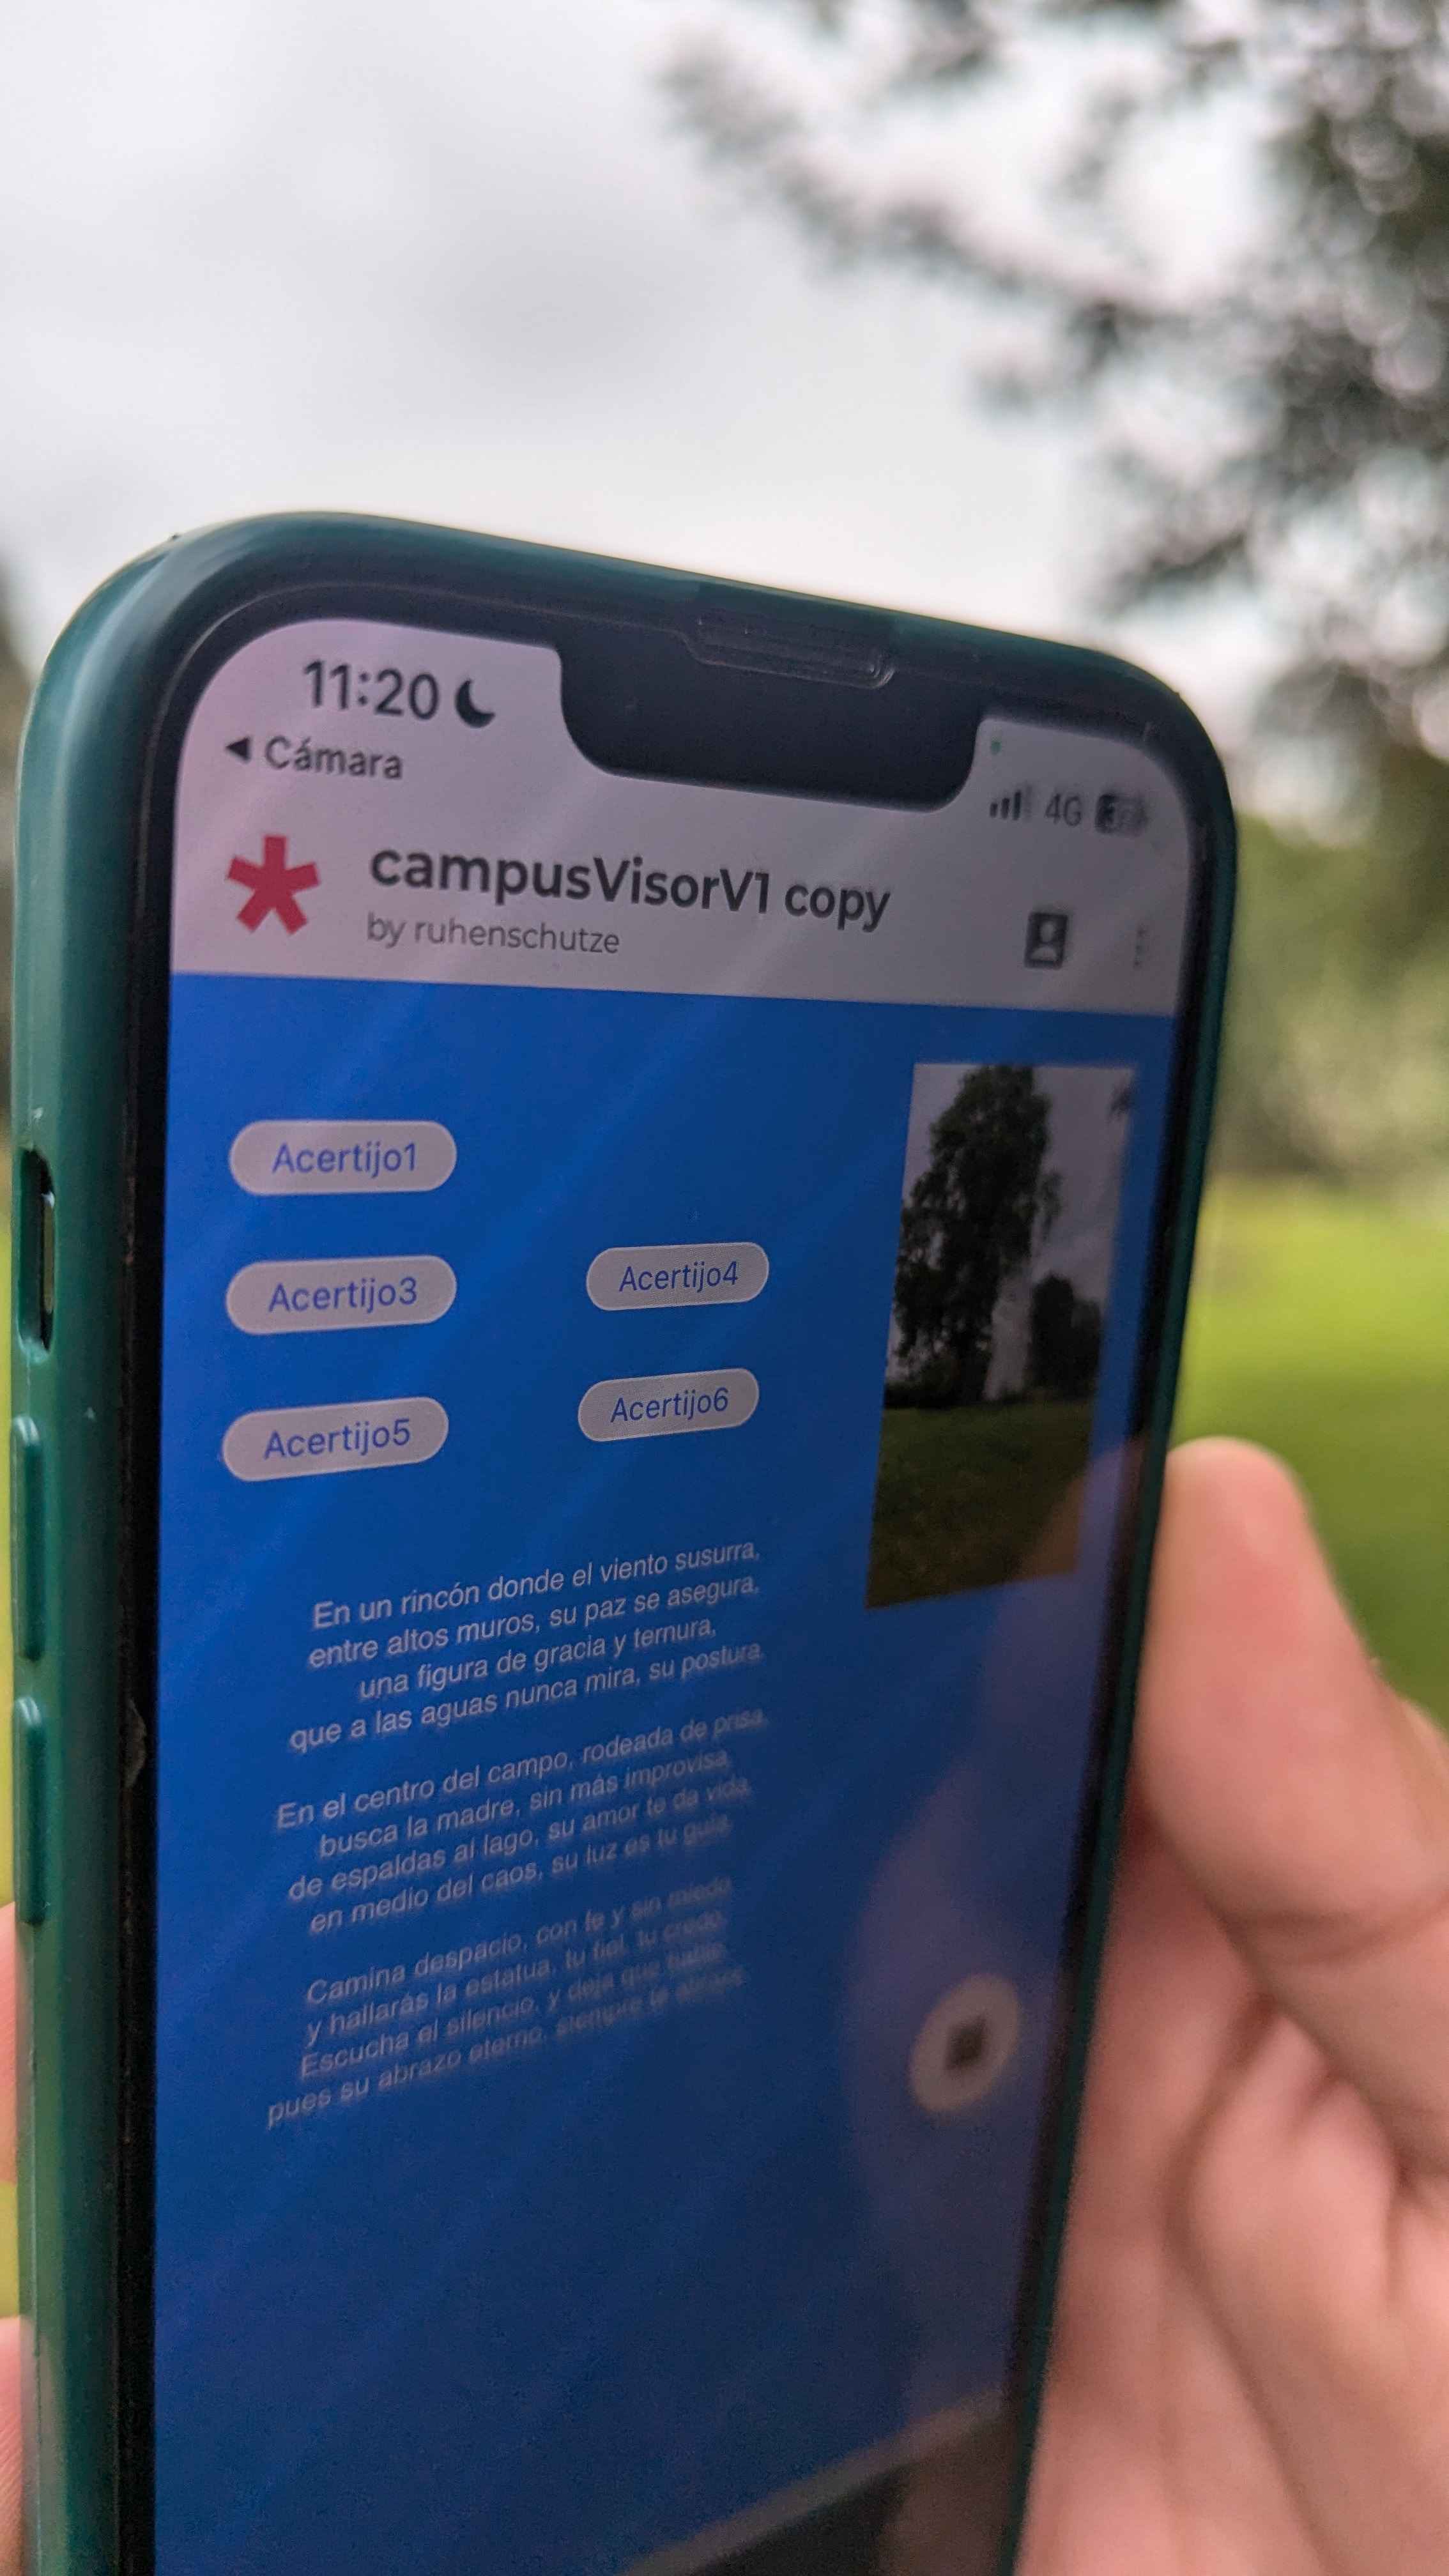 11:20
◀ Cámara
4G
campusVisorV1 copy
by ruhenschutze
Acertijo1
Acertijo3
Acertijo4
Acertijo5
Acertijo6
En un rincón donde el viento susurra,
entre altos muros, su paz se asegura,
una figura de gracia y ternura,
que a las aguas nunca mira, su postura.
En el centro del campo, rodeada de prisa,
busca la madre, sin más improvisa,
de espaldas al lago, su amor te da vida,
en medio del caos, su luz es tu guía.
Camina despacio, con fe y sin miedo,
y hallarás la estatua, tu fiel, tu credo.
Escucha el silencio, y deja que hable,
pues su abrazo eterno, siempre te